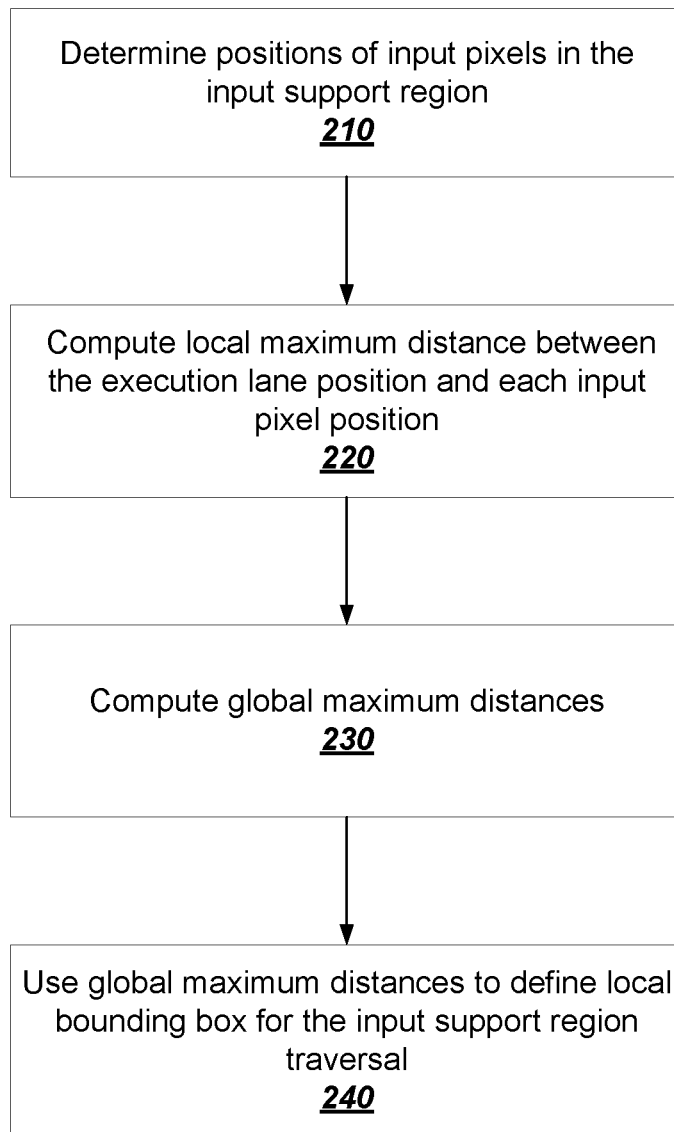 Determine positions of input pixels in the
input support region
210
Compute local maximum distance between
the execution lane position and each input
pixel position
220
Compute global maximum distances
230
Use global maximum distances to define local
bounding box for the input support region
traversal
240